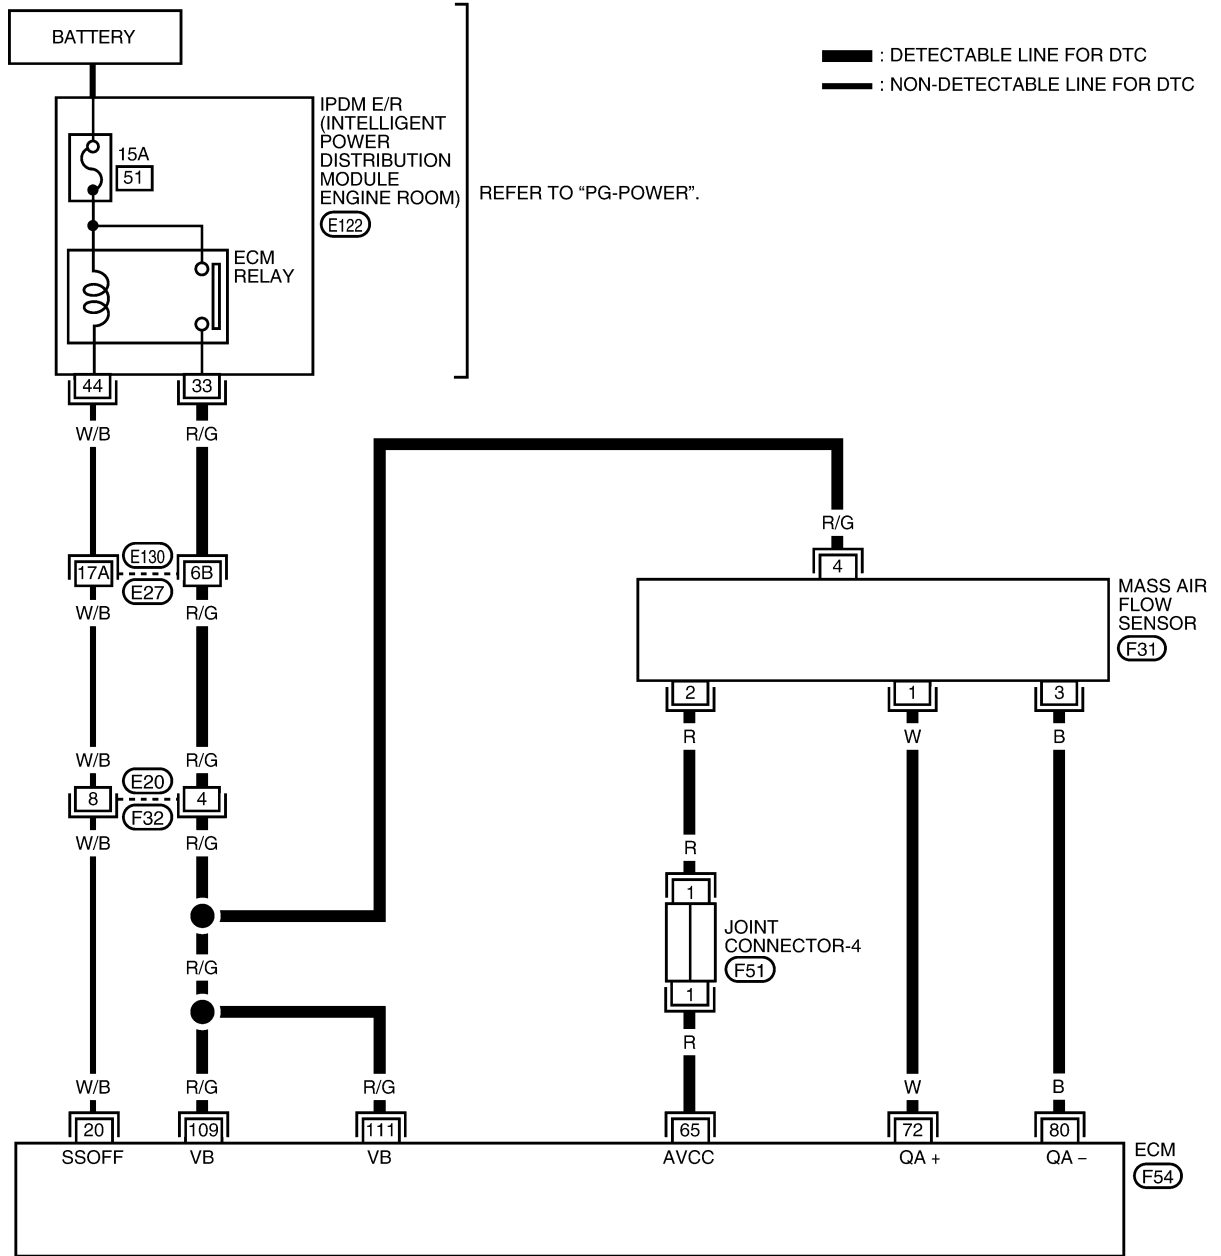 BATTERY
: DETECTABLE LINE FOR DTC
: NON-DETECTABLE LINE FOR DTC
IPDM E/R
(INTELLIGENT
POWER
DISTRIBUTION
MODULE
ENGINE ROOM)
E122
REFER TO “PG-POWER”.
15A
51
ECM
RELAY
44
33
W/B
R/G
R/G
4
17A
E130
6B
E27
W/B
R/G
MASS AIR
FLOW
SENSOR
F31
2
1
3
R
W
B
W/B
R/G
8
E20
4
F32
W/B
R/G
R
1
JOINT
CONNECTOR-4
F51
1
R/G
R
W/B
R/G
R/G
W
B
20
109
111
65
72
80
SSOFF
VB
VB
AVCC
QA +
QA –
ECM
F54